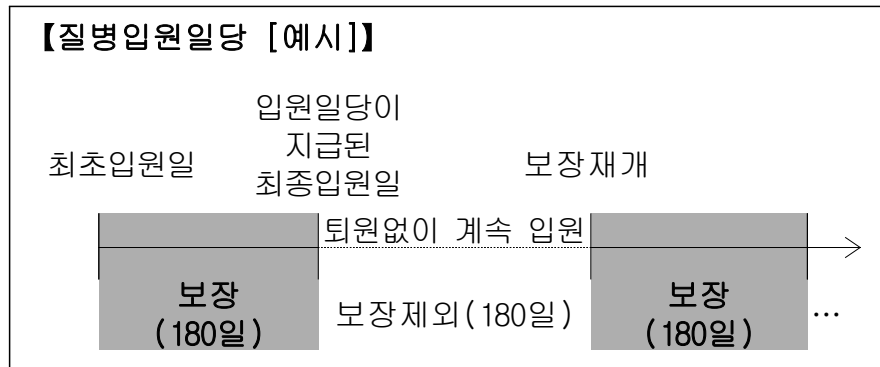 【질병입원일당 [예시]】
입원일당이
지급된
최초입원일
최종입원일
보장재개
퇴원없이 계속 입원
보장
(180일)
보장제외(180일)
보장
(180일)
…